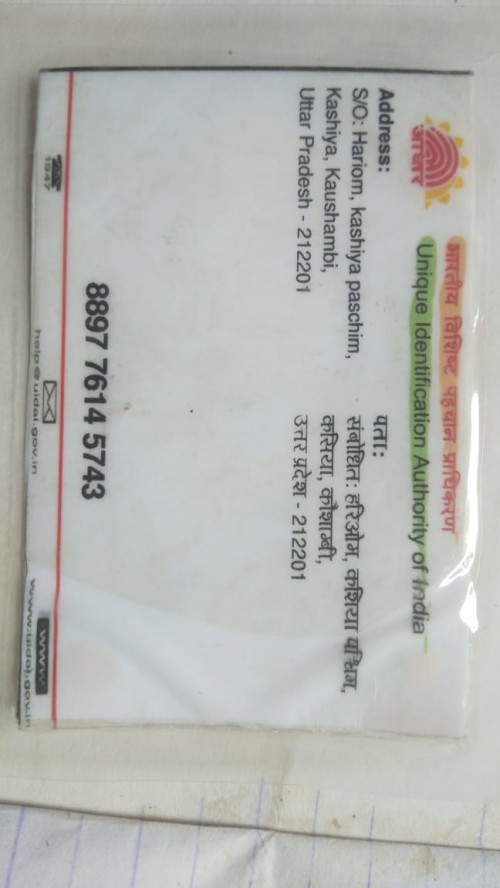 आधार
भारतीय विशिष्ट पहचान प्राधिकरण
Unique Identification Authority of India
Address:
S/O: Hariom, kashiya paschim,
Kashiya, Kaushambi,
Uttar Pradesh - 212201
पता:
संबोधित: हरिओम, कशिया पश्चिम,
कसिया, कौशाम्बी,
उत्तर प्रदेश - 212201
8897 7614 5743
1947
help@uidai.gov.in
www
www.uidai.gov.in